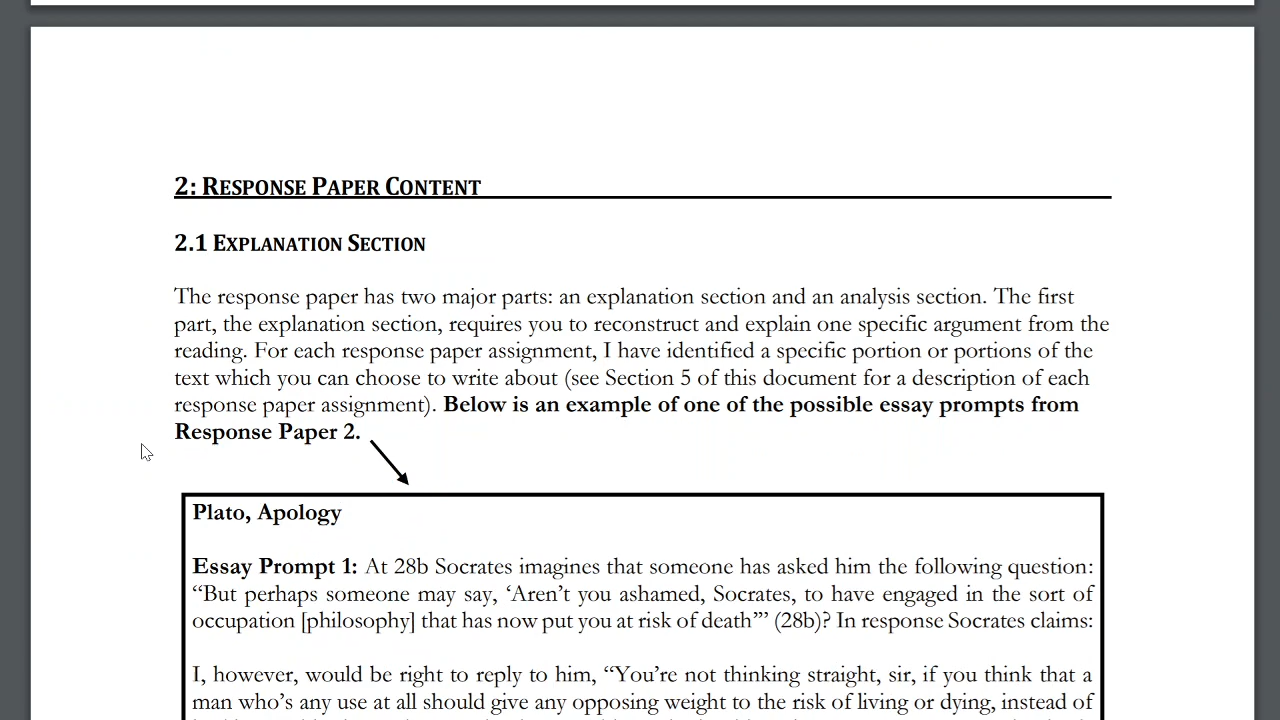 2: RESPONSE PAPER CONTENT
2.1 EXPLANATION SECTION
The response paper has two major parts: an explanation section and an analysis section. The first
part, the explanation section, requires you to reconstruct and explain one specific argument from the
reading. For each response paper assignment, I have identified a specific portion or portions of the
text which you can choose to write about (see Section 5 of this document for a description of each
response paper assignment). Below is an example of one of the possible essay prompts from
Response Paper 2.
Plato, Apology
Essay Prompt 1: At 28b Socrates imagines that someone has asked him the following question:
“But perhaps someone may say, ‘Aren’t you ashamed, Socrates, to have engaged in the sort of
occupation [philosophy] that has now put you at risk of death’” (28b)? In response Socrates claims:
I, however, would be right to reply to him, “You’re not thinking straight, sir, if you think that a
man who’s any use at all should give any opposing weight to the risk of living or dying, instead of